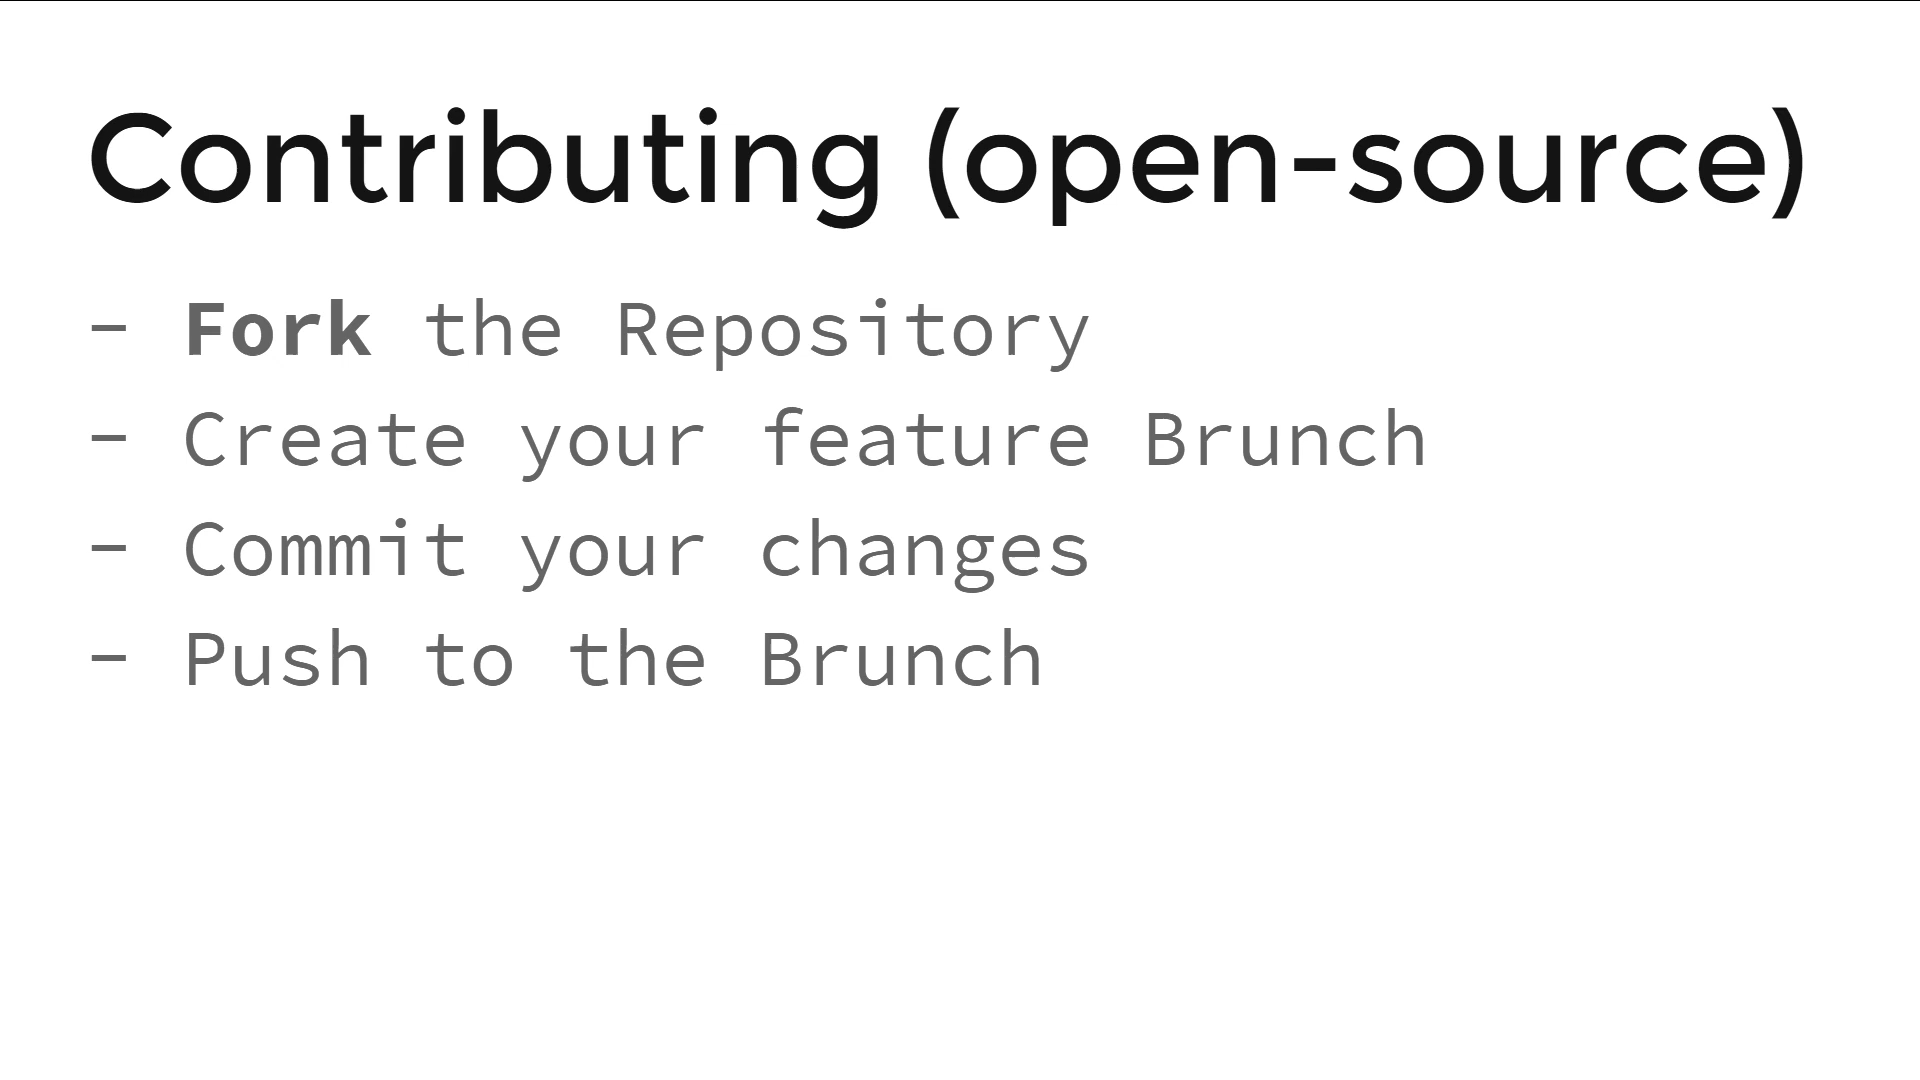 Contributing (open-source)
- Fork the Repository
- Create your feature Brunch
- Commit your changes
- Push to the Brunch